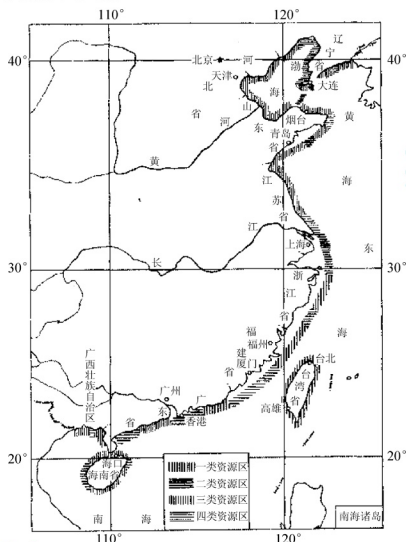 110°
120°
40°
40°
北京
河
辽
宁
省
渤
海
天津
大连
北
省
山
东
省
烟台
青岛
黄
海
河
黄
江
苏
省
江
长
上海
东
海
30°
30°
浙
江
省
福
建
省
福州
厦门
台北
台
湾
省
高雄
广
西
壮
族
自
治
区
广州
广
东
省
香港
20°
20°
海口
海南省
南
海
一类资源区
二类资源区
三类资源区
四类资源区
南海诸岛
110°
120°